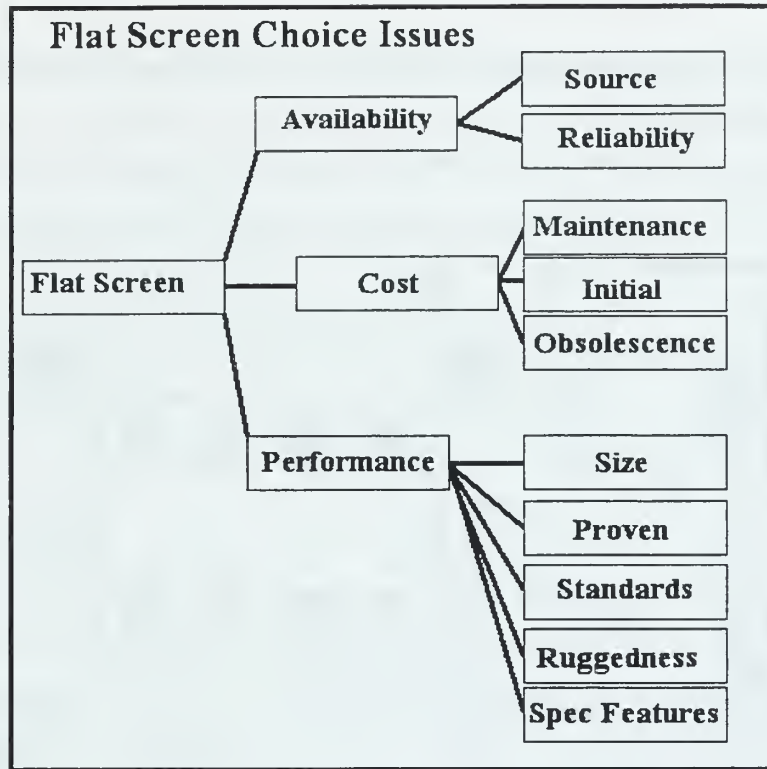 Flat Screen Choice Issues
Source
Availability
Reliability
Maintenance
Flat Screen
Cost
Initial
Obsolescence
Performance
Size
Proven
Standards
Ruggedness
Spec Features